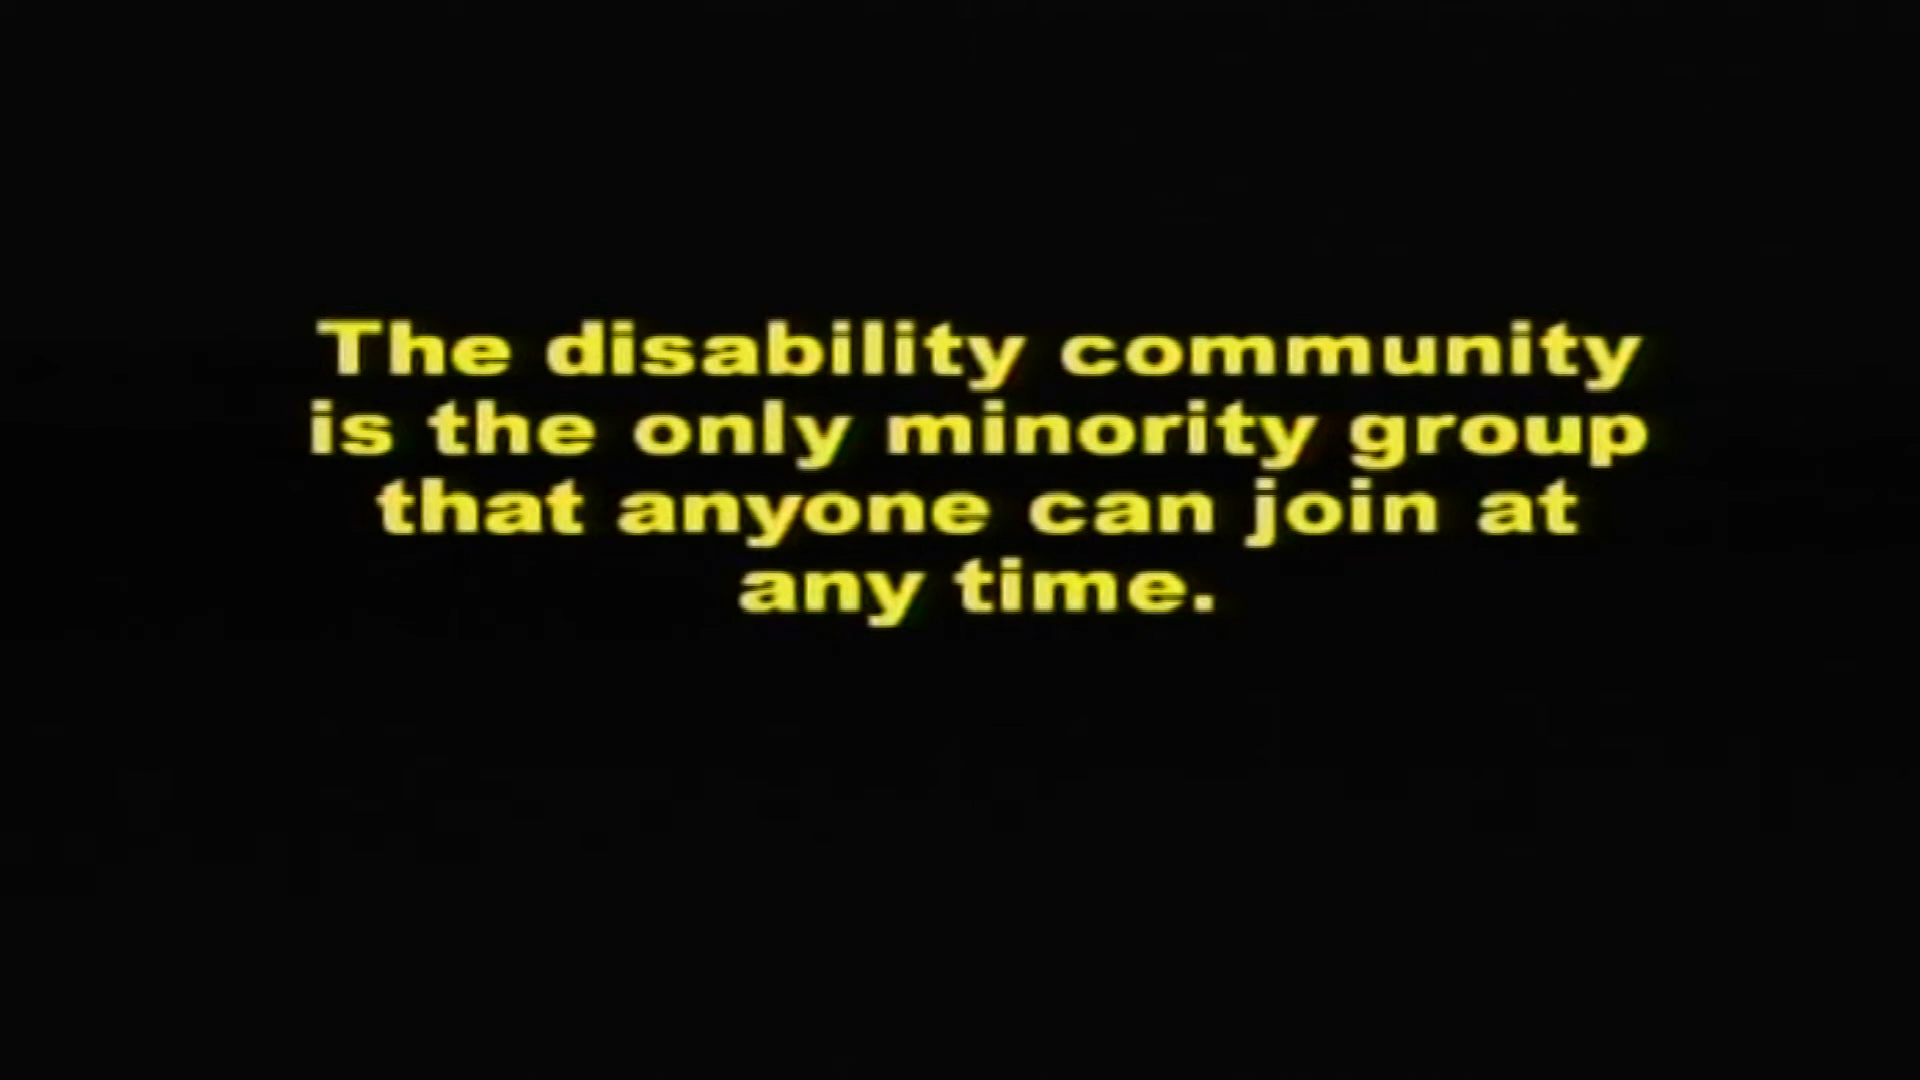 The disability community
is the only minority group
that anyone can join at
any time.